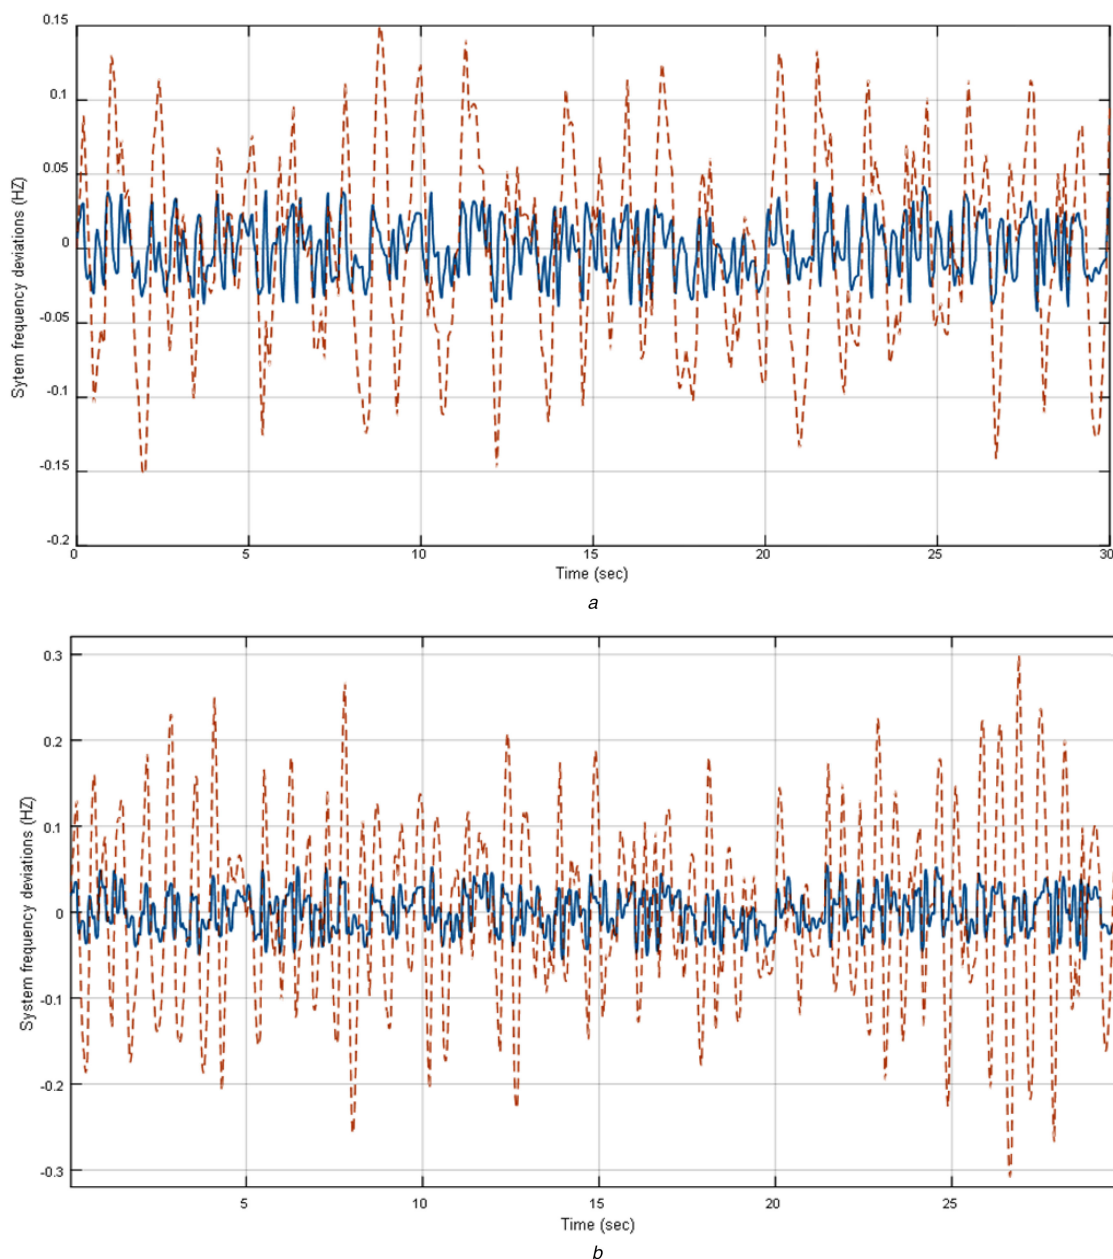 0.15
0.1
0.05
0
-0.05
-0.1
-0.15
-0.2
Sytem frequency deviations (HZ)
0 5 10 15 20 25 30
Time (sec)
a
0.3
0.2
0.1
0
-0.1
-0.2
-0.3
System frequency deviations (HZ)
5 10 15 20 25
Time (sec)
b